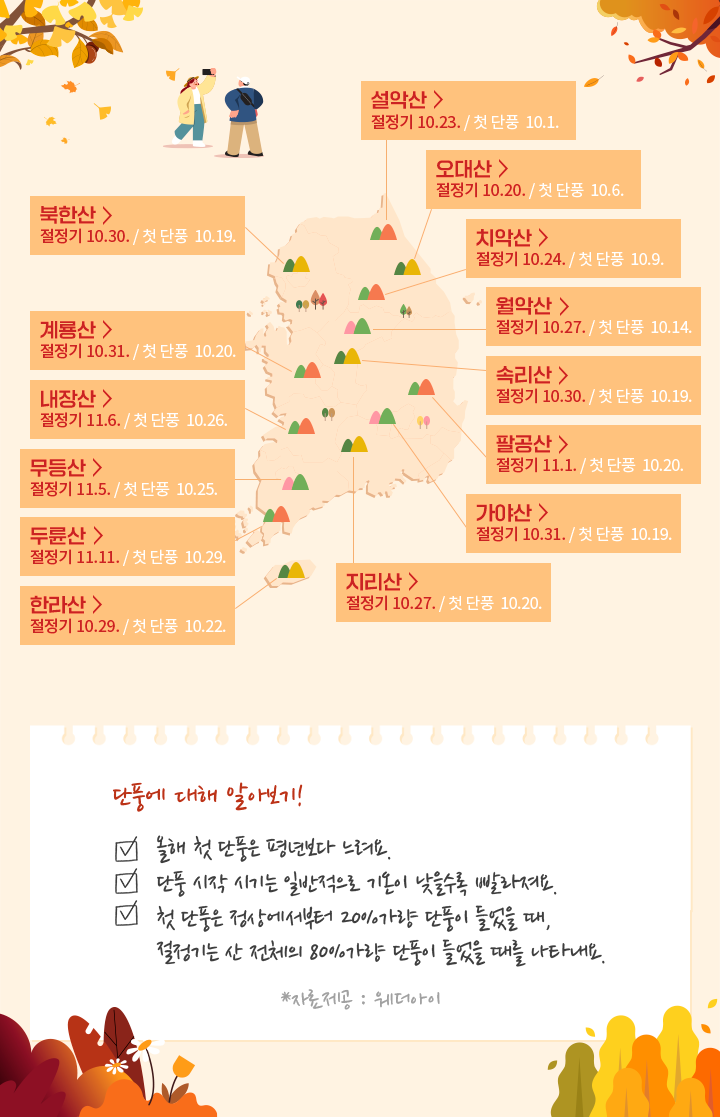 설악산 >
절정기 10.23. / 첫 단풍 10.1.
오대산 >
절정기 10.20. / 첫 단풍 10.6.
북한산 >
절정기 10.30. / 첫 단풍 10.19.
치악산 >
절정기 10.24. / 첫 단풍 10.9.
월악산 >
절정기 10.27. / 첫 단풍 10.14.
계룡산 >
절정기 10.31. / 첫 단풍 10.20.
속리산 >
절정기 10.30. / 첫 단풍 10.19.
내장산 >
절정기 11.6. / 첫 단풍 10.26.
팔공산 >
절정기 11.1. / 첫 단풍 10.20.
무등산 >
절정기 11.5. / 첫 단풍 10.25.
가야산 >
절정기 10.31. / 첫 단풍 10.19.
두륜산 >
절정기 11.11. / 첫 단풍 10.29.
지리산 >
절정기 10.27. / 첫 단풍 10.20.
한라산 >
절정기 10.29. / 첫 단풍 10.22.
단풍에 대해 알아보기!
올해 첫 단풍은 평년보다 느려요.
단풍 시작 시기는 일반적으로 기온이 낮을수록 빨라져요.
첫 단풍은 정상에서부터 20%가량 단풍이 들었을 때,
절정기는 산 전체의 80%가량 단풍이 들었을 때를 나타내요.
*자료제공 : 웨더아이